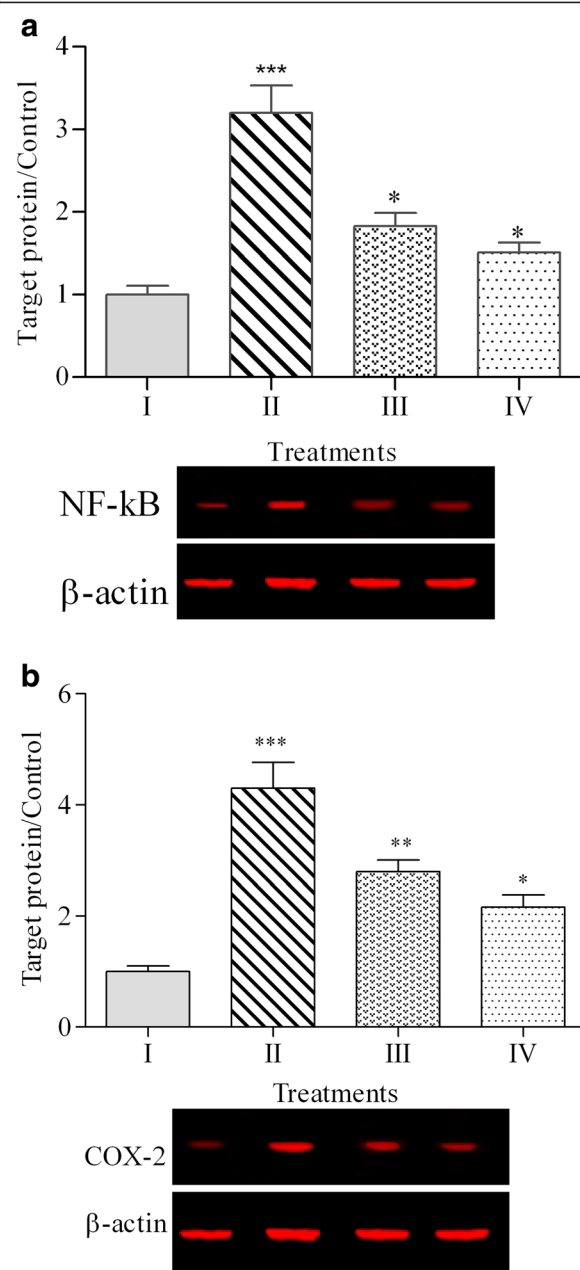 a
Target protein/Control
4
3
2
1
0
***
*
*
I II III IV
Treatments
NF-kB
β-actin
b
Target protein/Control
6
4
2
0
***
**
*
I II III IV
Treatments
COX-2
β-actin